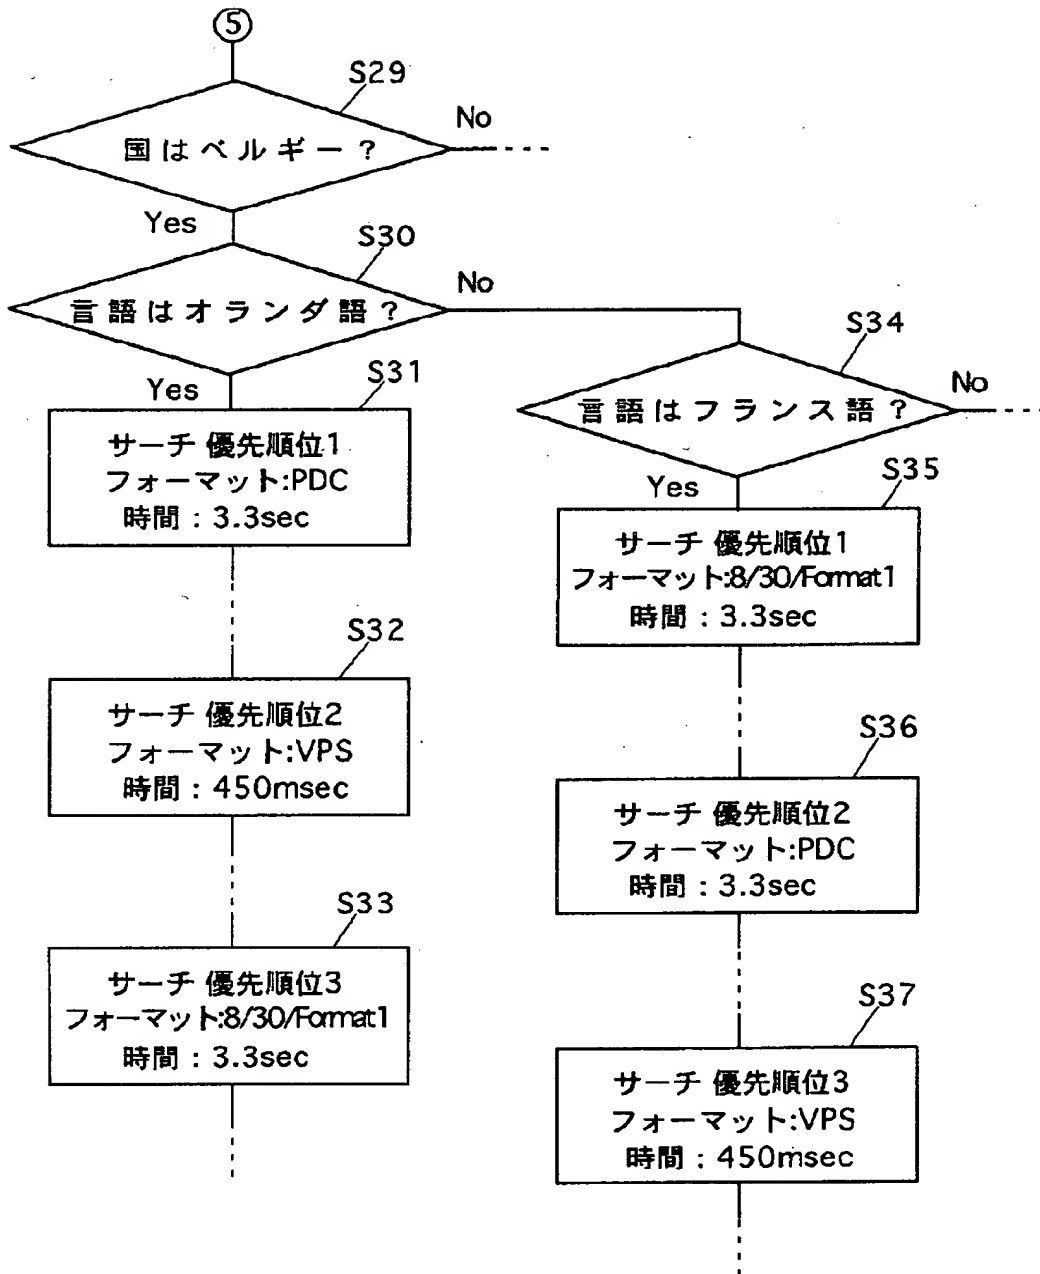 ⑤
S29
国はベルギー？
No
Yes
S30
言語はオランダ語？
No
Yes
S31
サーチ 優先順位1
フォーマット:PDC
時間：3.3sec
S32
サーチ 優先順位2
フォーマット:VPS
時間：450msec
S33
サーチ 優先順位3
フォーマット:8/30/Format1
時間：3.3sec
S34
言語はフランス語？
No
Yes
S35
サーチ 優先順位1
フォーマット:8/30/Format1
時間：3.3sec
S36
サーチ 優先順位2
フォーマット:PDC
時間：3.3sec
S37
サーチ 優先順位3
フォーマット:VPS
時間：450msec